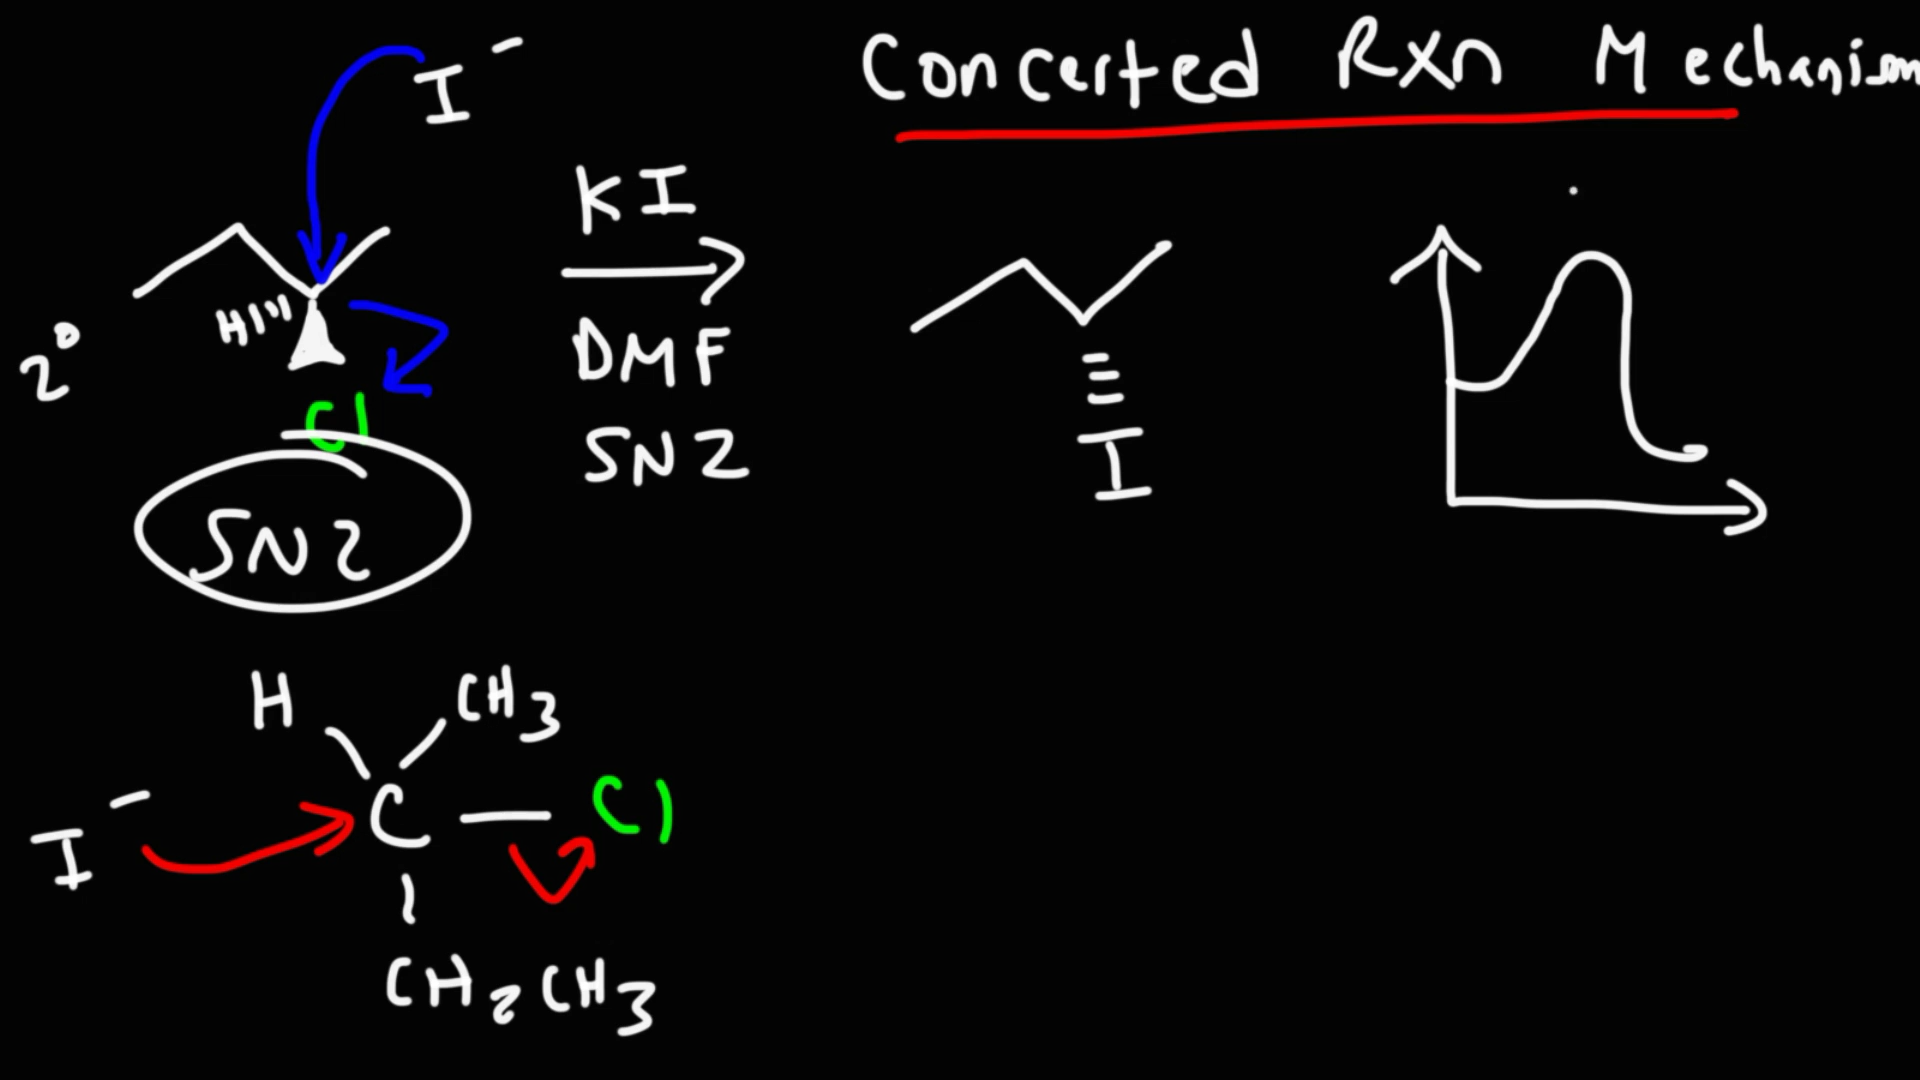 I⁻
Concerted Rxn Mechanism
KI
DMF
SN2
2°
H
Cl
SN2
H
CH3
I⁻
C
Cl
CH2CH3
I